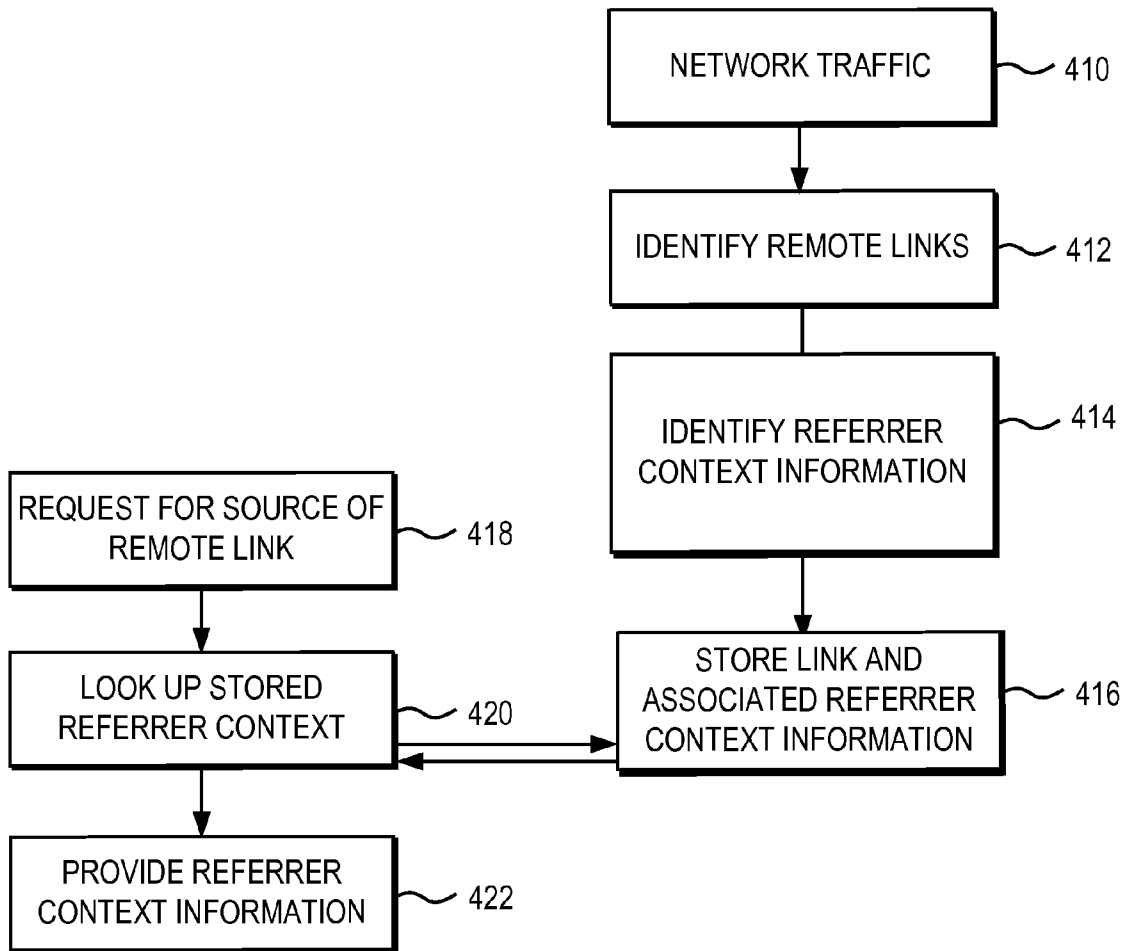 NETWORK TRAFFIC
410
IDENTIFY REMOTE LINKS
412
IDENTIFY REFERRER
CONTEXT INFORMATION
414
REQUEST FOR SOURCE OF
REMOTE LINK
418
LOOK UP STORED
REFERRER CONTEXT
420
STORE LINK AND
ASSOCIATED REFERRER
CONTEXT INFORMATION
416
PROVIDE REFERRER
CONTEXT INFORMATION
422